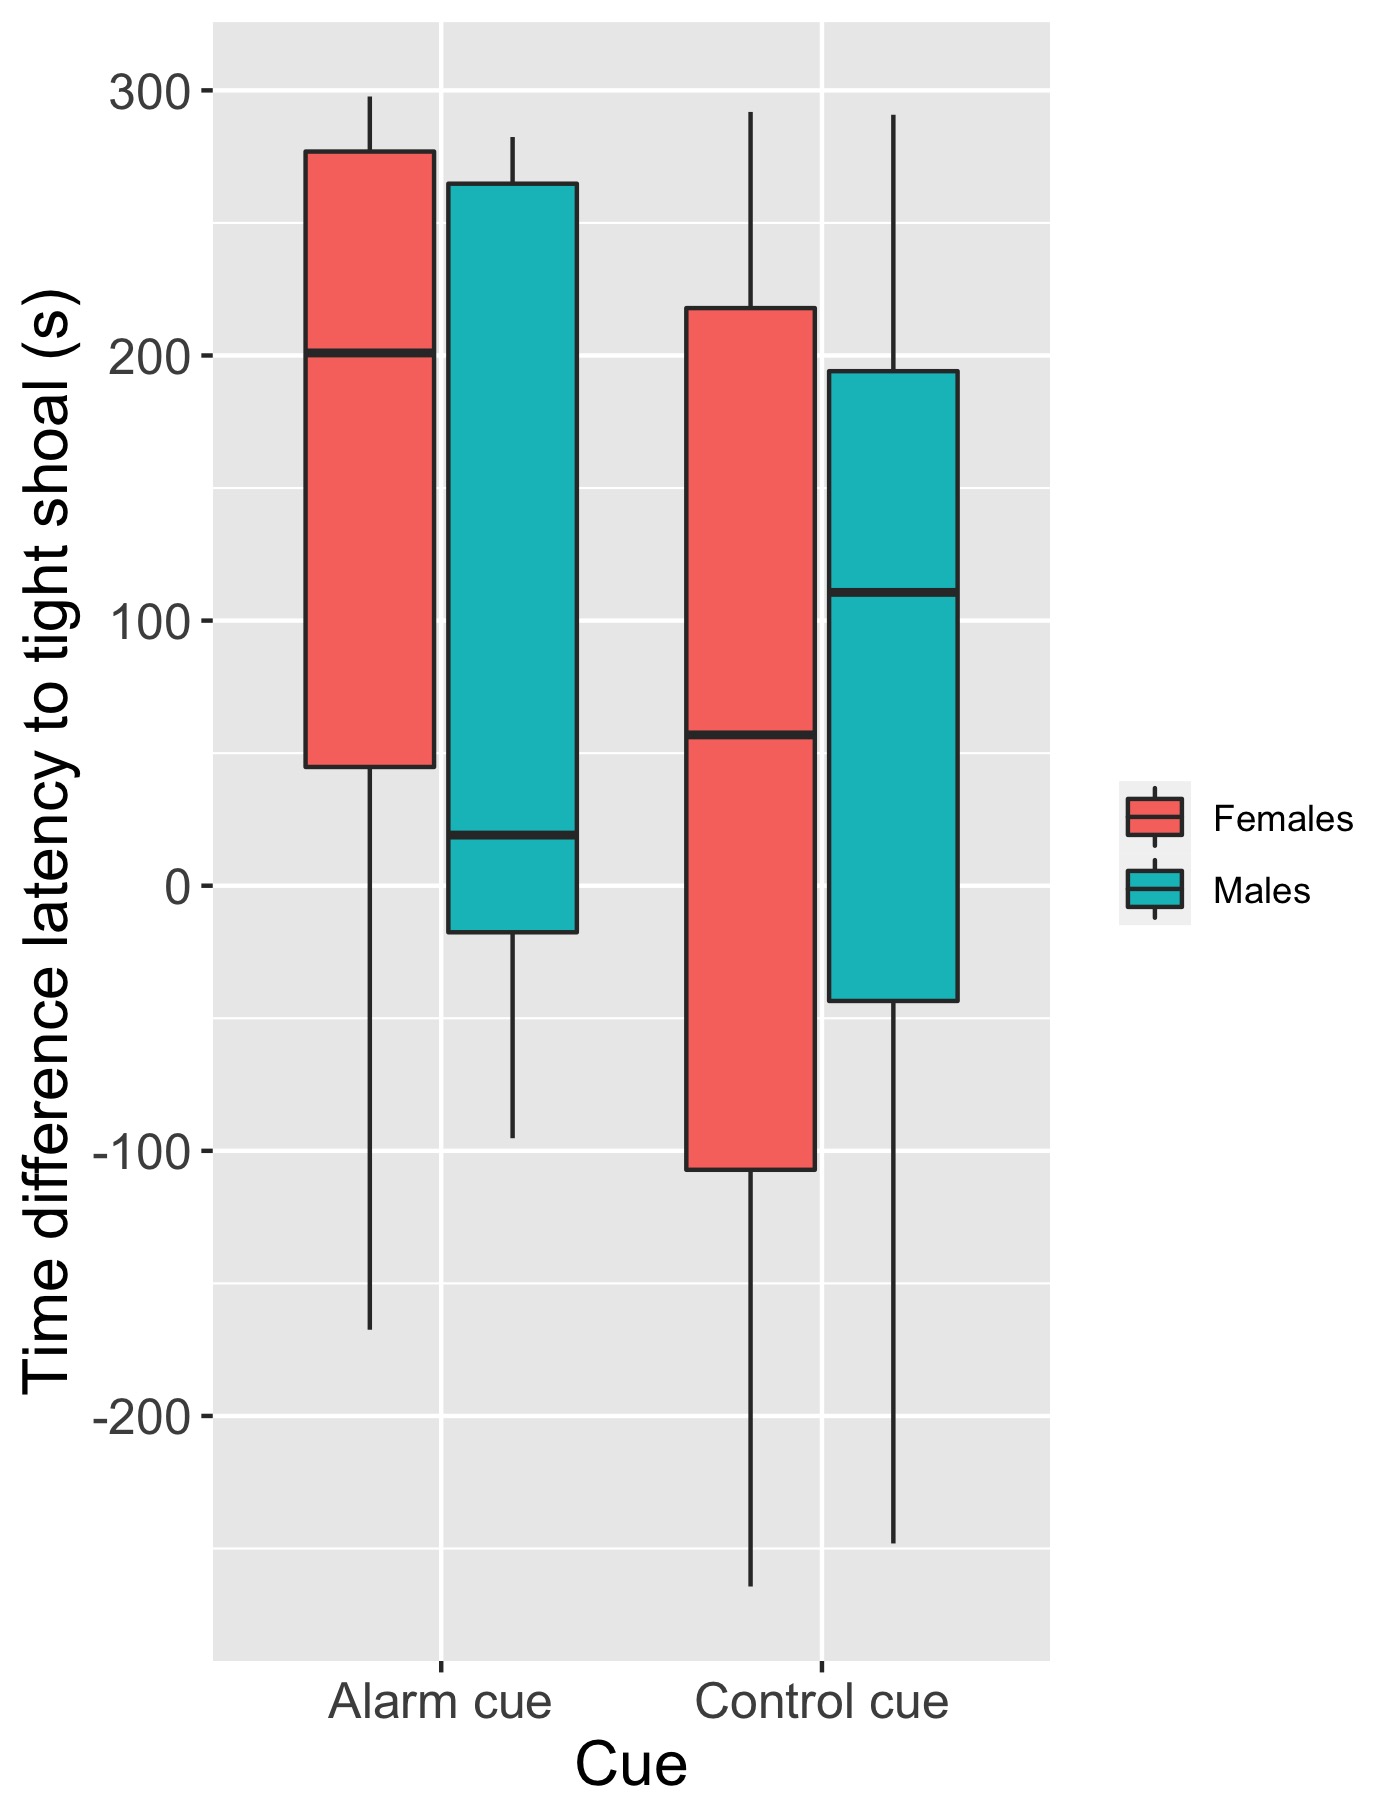 Time difference latency to tight shoal (s)
300
200
100
0
-100
-200
Alarm cue
Control cue
Cue
Females
Males